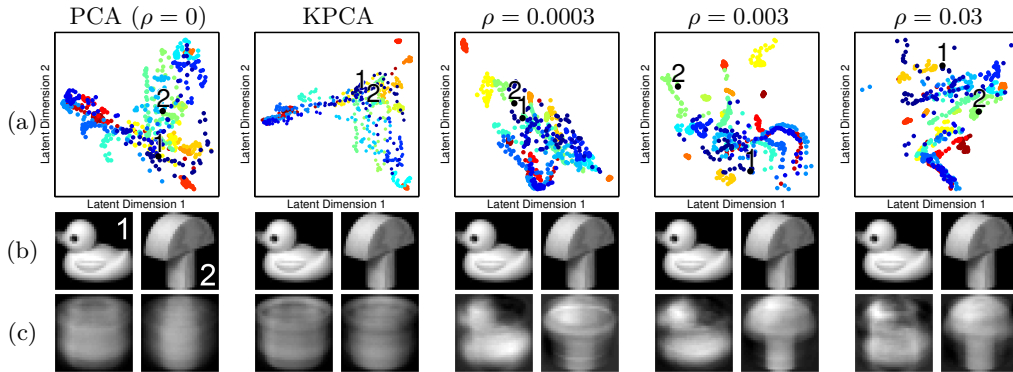 PCA (ρ = 0) KPCA ρ = 0.0003 ρ = 0.003 ρ = 0.03
(a)
Latent Dimension 2 Latent Dimension 2 Latent Dimension 2 Latent Dimension 2 Latent Dimension 2
2 1 1 2 2 1 2 1 1 2
Latent Dimension 1 Latent Dimension 1 Latent Dimension 1 Latent Dimension 1 Latent Dimension 1
(b) 1 2
(c)